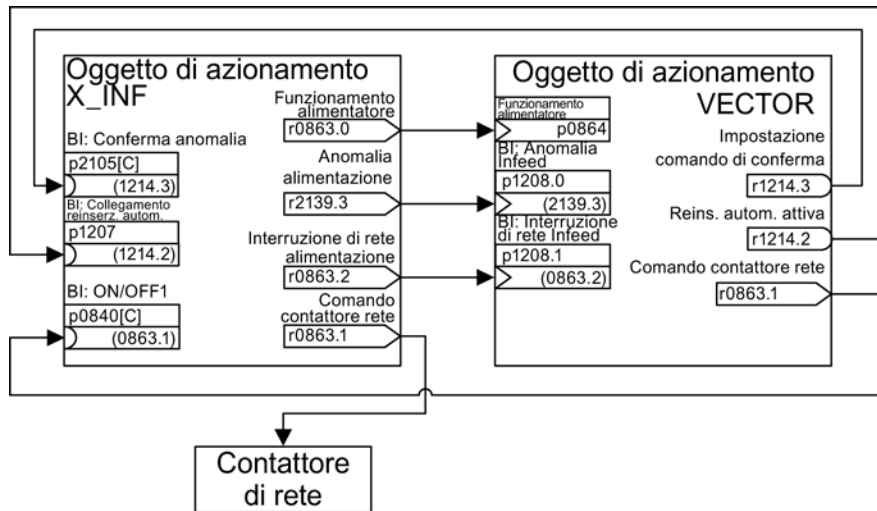 Oggetto di azionamento
X_INF
Funzionamento
alimentatore
r0863.0
BI: Conferma anomalia
p2105[C]
(1214.3)
Anomalia
alimentazione
r2139.3
BI: Collegamento
reinserz. autom.
p1207
(1214.2)
Interruzione di rete
alimentazione
r0863.2
BI: ON/OFF1
p0840[C]
(0863.1)
Comando
contattore rete
r0863.1
Oggetto di azionamento
VECTOR
Funzionamento
alimentatore
p0864
BI: Anomalia
Infeed
p1208.0
(2139.3)
BI: Interruzione
di rete Infeed
p1208.1
(0863.2)
Impostazione
comando di conferma
r1214.3
Reins. autom. attiva
r1214.2
Comando contattore rete
r0863.1
Contattore
di rete